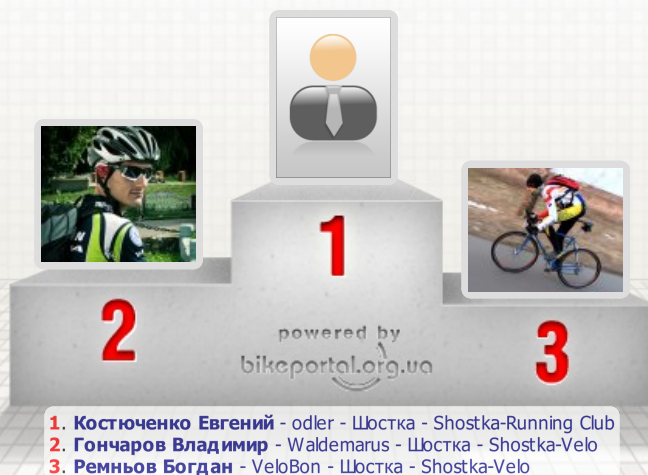 1
2
3
powered by
bikeportal.org.ua
1. Костюченко Евгений - odler - Шостка - Shostka-Running Club
2. Гончаров Владимир - Waldemarus - Шостка - Shostka-Velo
3. Ремньов Богдан - VeloBon - Шостка - Shostka-Velo